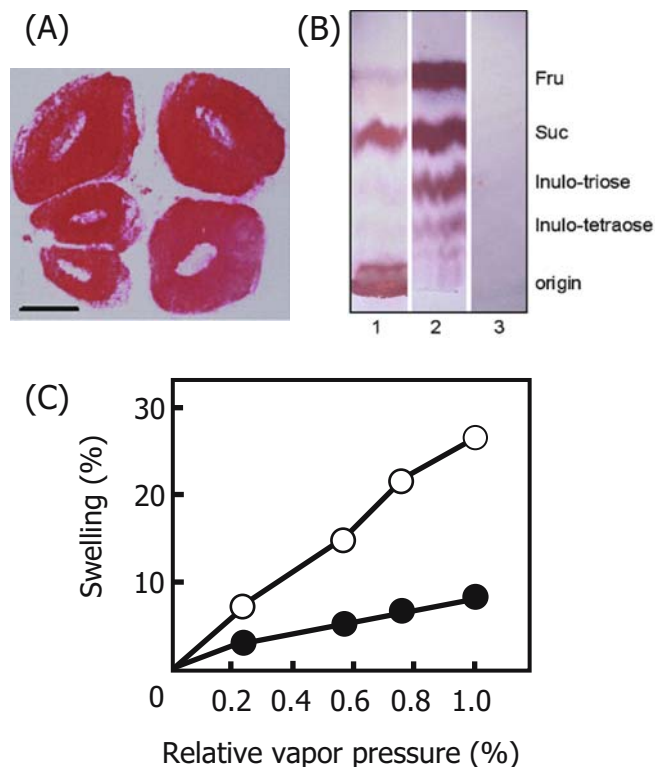 (A)
(B)
Fru
Suc
Inulo-triose
Inulo-tetraose
origin
1 2 3
(C)
30
20
10
0
0.2 0.4 0.6 0.8 1.0
Swelling (%)
Relative vapor pressure (%)